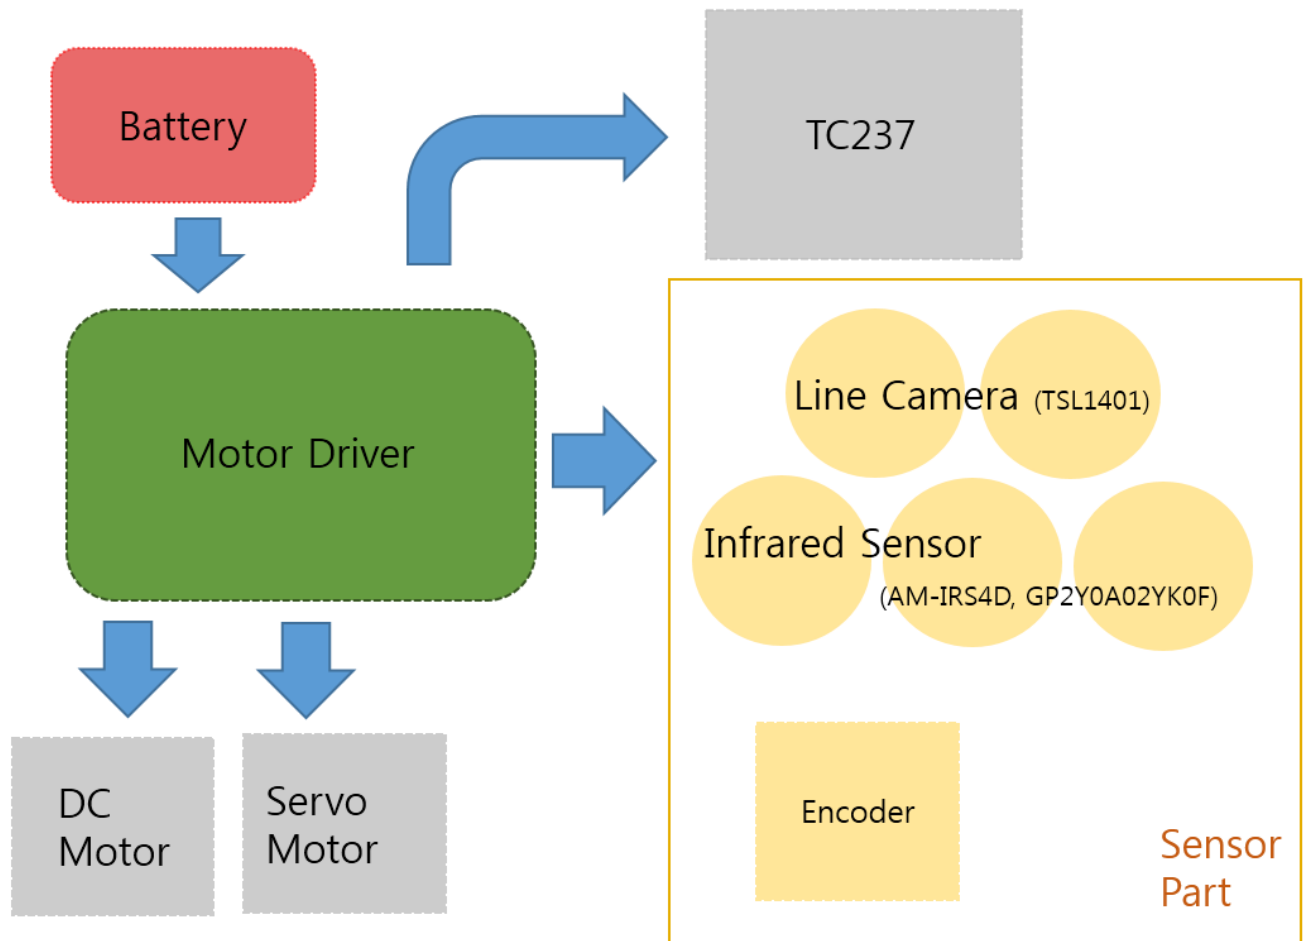 Battery
TC237
Motor Driver
Line Camera (TSL1401)
Infrared Sensor
(AM-IRS4D, GP2Y0A02YK0F)
DC
Motor
Servo
Motor
Encoder
Sensor
Part